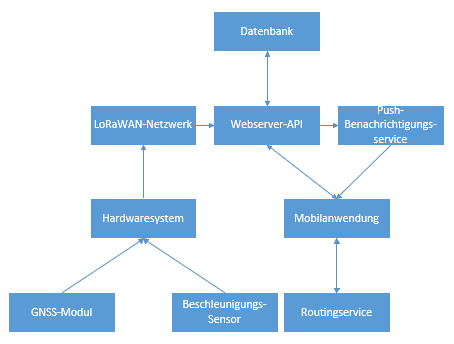 Datenbank
LoRaWAN-Netzwerk
Webserver-API
Push-
Benachrichtigungs-
service
Hardwaresystem
Mobilanwendung
GNSS-Modul
Beschleunigungs-
Sensor
Routingservice